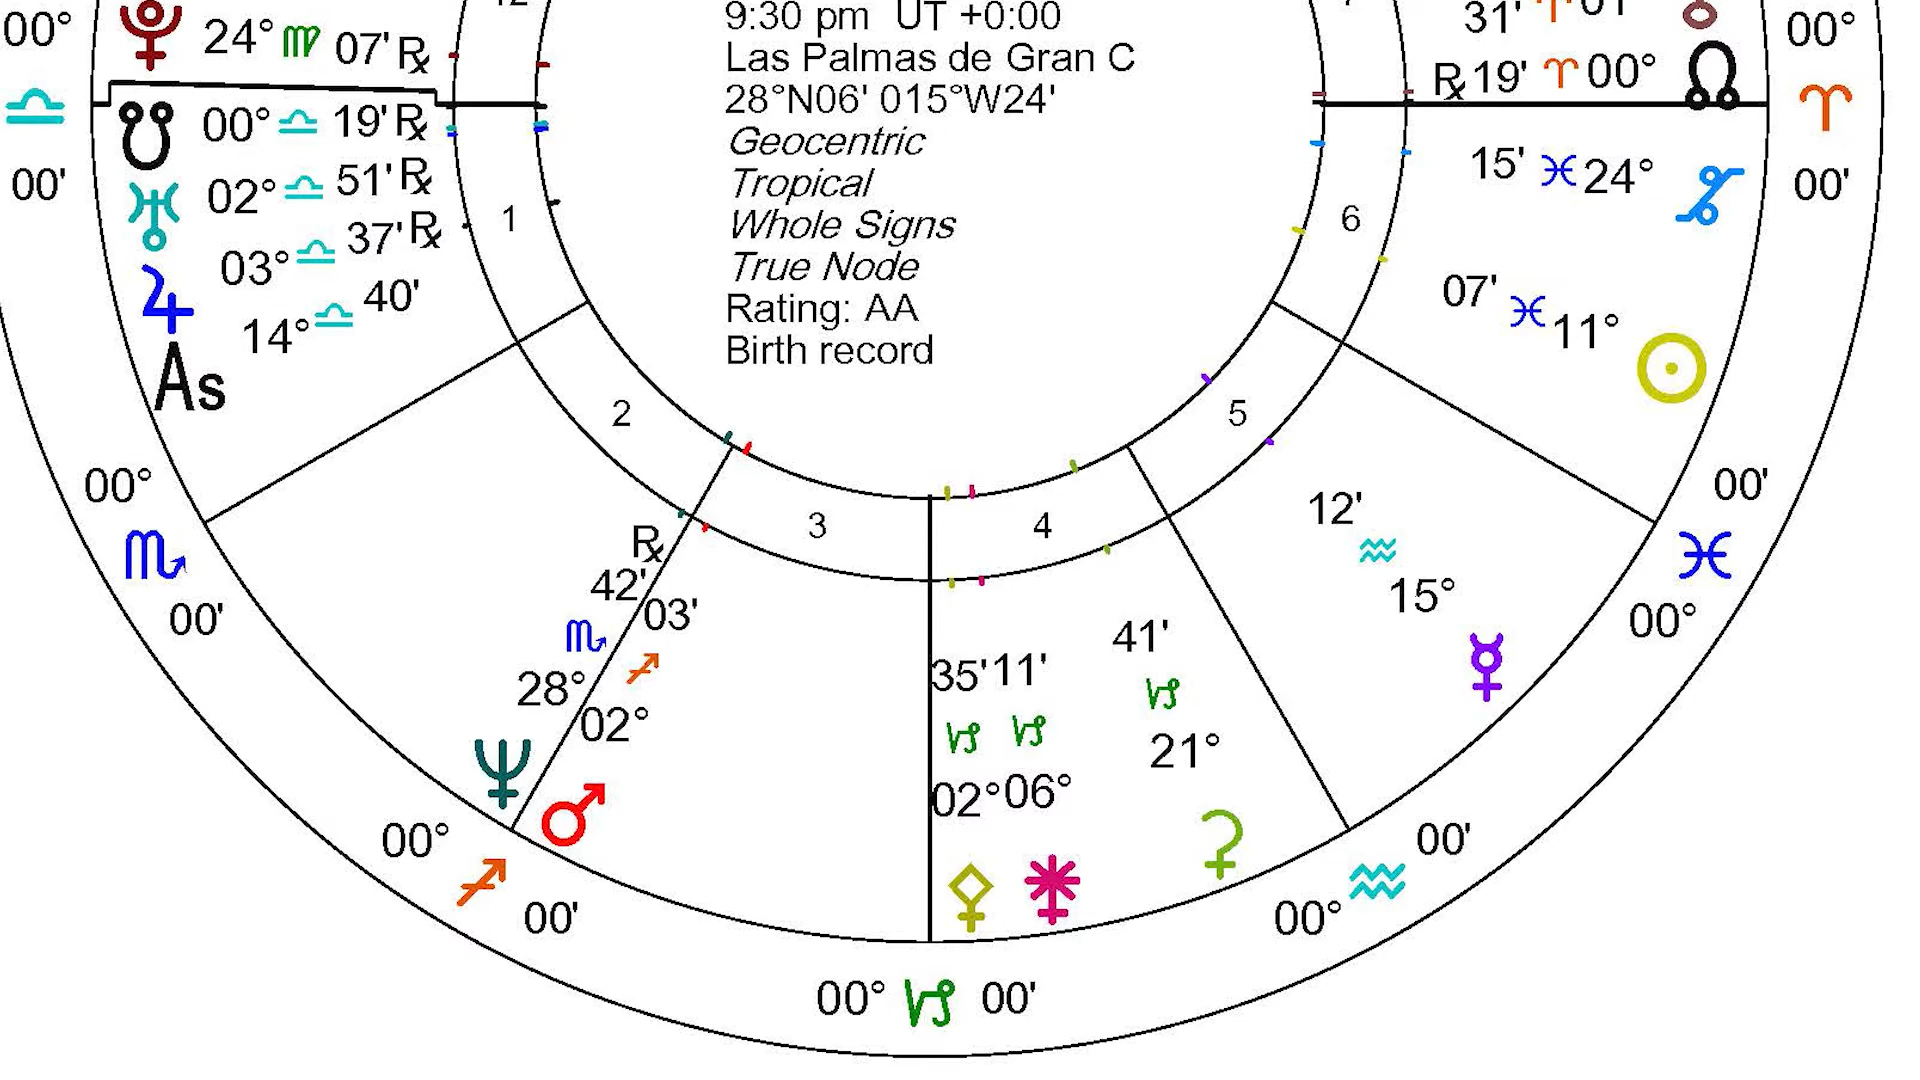 9:30 pm UT +0:00
Las Palmas de Gran C
28°N06' 015°W24'
Geocentric
Tropical
Whole Signs
True Node
Rating: AA
Birth record
00°
♎
00'
24° ♍ 07' ℞
00° ♎ 19' ℞
02° ♎ 51' ℞
03° ♎ 37' ℞
14° ♎ 40'
As
1
2
3
4
5
6
00°
♏
00'
℞
42'
♏
28°
03'
♐
02°
00°
♐
00'
35'
♑
02°
11'
♑
06°
41'
♑
21°
00° ♑ 00'
12'
♒
15°
00'
♒
00°
07' ♓ 11°
15' ♓ 24°
00'
♓
00°
℞ 19' ♈ 00°
31' ♈ 01
00°
♈
00'